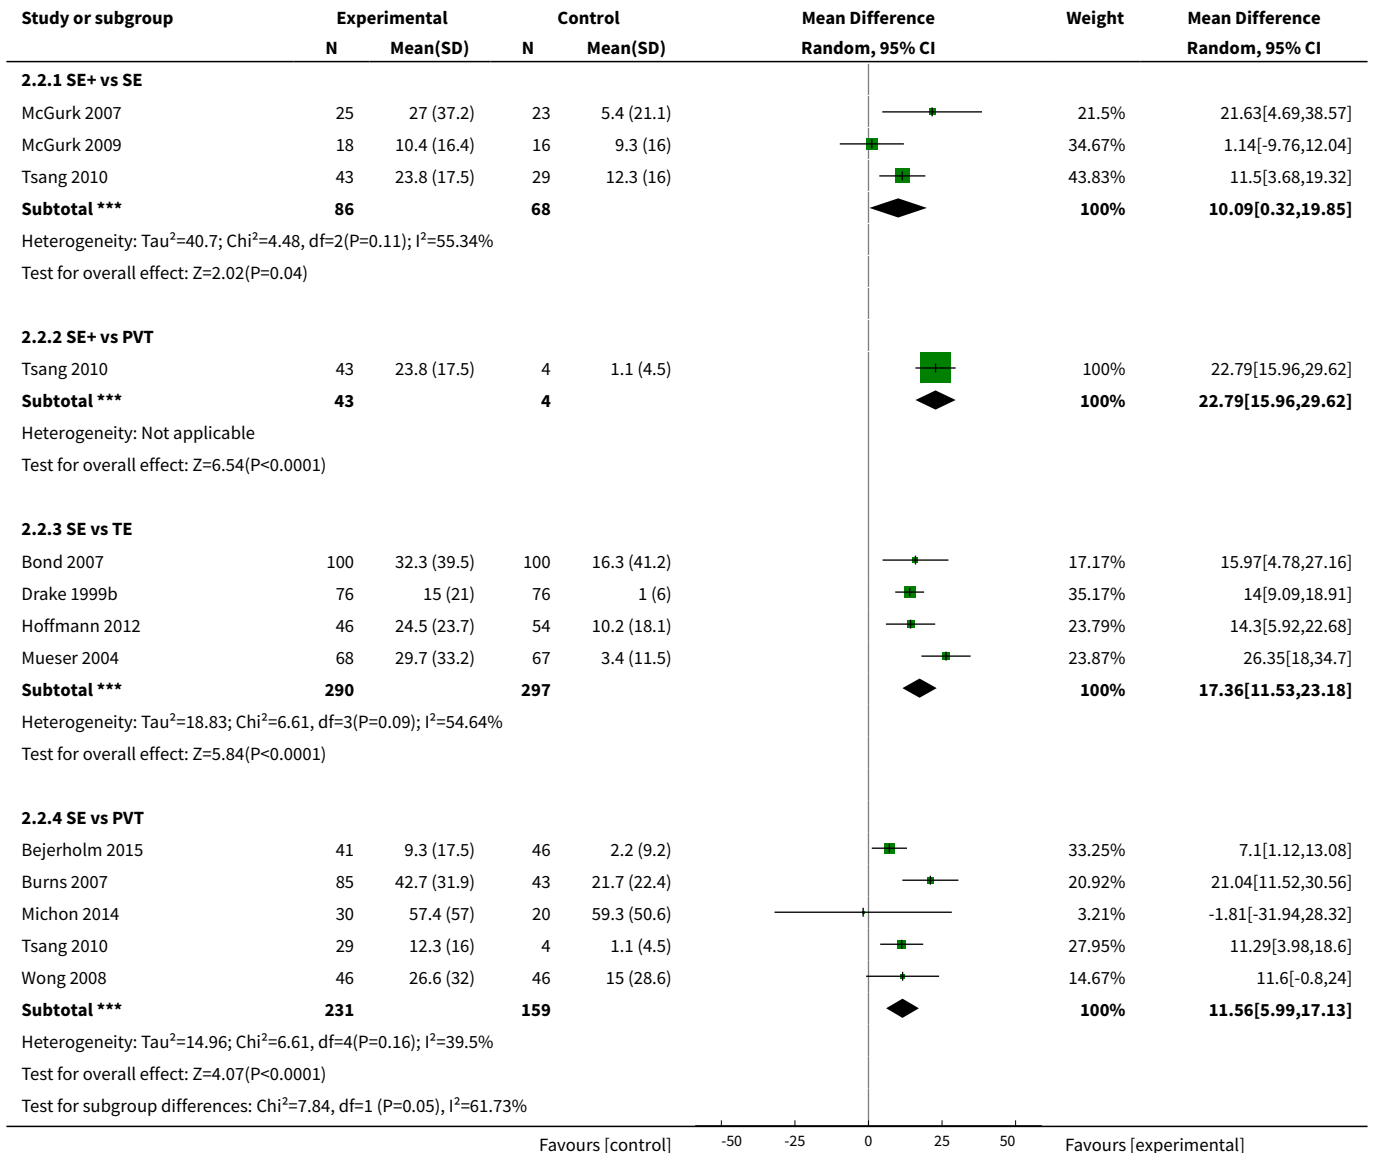 Study or subgroup Experimental Control Mean Difference Weight Mean Difference
N Mean(SD) N Mean(SD) Random, 95% CI Random, 95% CI
2.2.1 SE+ vs SE
McGurk 2007 25 27 (37.2) 23 5.4 (21.1) 21.5% 21.63[4.69,38.57]
McGurk 2009 18 10.4 (16.4) 16 9.3 (16) 34.67% 1.14[-9.76,12.04]
Tsang 2010 43 23.8 (17.5) 29 12.3 (16) 43.83% 11.5[3.68,19.32]
Subtotal *** 86 68 100% 10.09[0.32,19.85]
Heterogeneity: Tau²=40.7; Chi²=4.48, df=2(P=0.11); I²=55.34%
Test for overall effect: Z=2.02(P=0.04)
2.2.2 SE+ vs PVT
Tsang 2010 43 23.8 (17.5) 4 1.1 (4.5) 100% 22.79[15.96,29.62]
Subtotal *** 43 4 100% 22.79[15.96,29.62]
Heterogeneity: Not applicable
Test for overall effect: Z=6.54(P<0.0001)
2.2.3 SE vs TE
Bond 2007 100 32.3 (39.5) 100 16.3 (41.2) 17.17% 15.97[4.78,27.16]
Drake 1999b 76 15 (21) 76 1 (6) 35.17% 14[9.09,18.91]
Hoffmann 2012 46 24.5 (23.7) 54 10.2 (18.1) 23.79% 14.3[5.92,22.68]
Mueser 2004 68 29.7 (33.2) 67 3.4 (11.5) 23.87% 26.35[18,34.7]
Subtotal *** 290 297 100% 17.36[11.53,23.18]
Heterogeneity: Tau²=18.83; Chi²=6.61, df=3(P=0.09); I²=54.64%
Test for overall effect: Z=5.84(P<0.0001)
2.2.4 SE vs PVT
Bejerholm 2015 41 9.3 (17.5) 46 2.2 (9.2) 33.25% 7.1[1.12,13.08]
Burns 2007 85 42.7 (31.9) 43 21.7 (22.4) 20.92% 21.04[11.52,30.56]
Michon 2014 30 57.4 (57) 20 59.3 (50.6) 3.21% -1.81[-31.94,28.32]
Tsang 2010 29 12.3 (16) 4 1.1 (4.5) 27.95% 11.29[3.98,18.6]
Wong 2008 46 26.6 (32) 46 15 (28.6) 14.67% 11.6[-0.8,24]
Subtotal *** 231 159 100% 11.56[5.99,17.13]
Heterogeneity: Tau²=14.96; Chi²=6.61, df=4(P=0.16); I²=39.5%
Test for overall effect: Z=4.07(P<0.0001)
Test for subgroup differences: Chi²=7.84, df=1 (P=0.05), I²=61.73%
Favours [control] -50 -25 0 25 50 Favours [experimental]